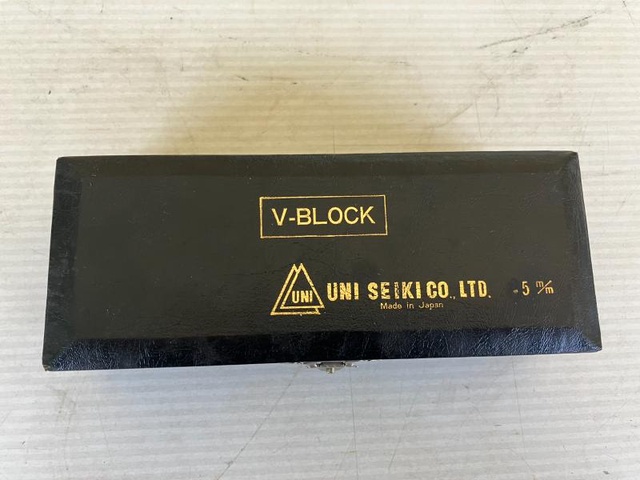 V-BLOCK
UNI UNI SEIKI CO., LTD. 5 m/m
Made in Japan